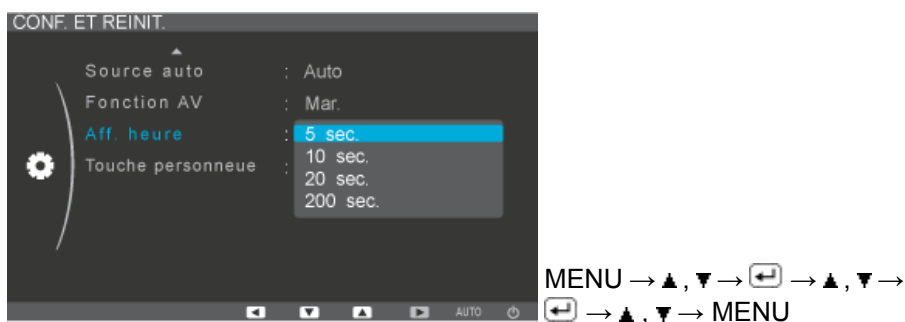 CONF. ET REINIT.
Source auto : Auto
Fonction AV : Mar.
Aff. heure : 5 sec.
10 sec.
Touche personneue :
20 sec.
200 sec.
AUTO
MENU → ▲ , ▼ → ↵ → ▲ , ▼ →
↵ → ▲ , ▼ → MENU